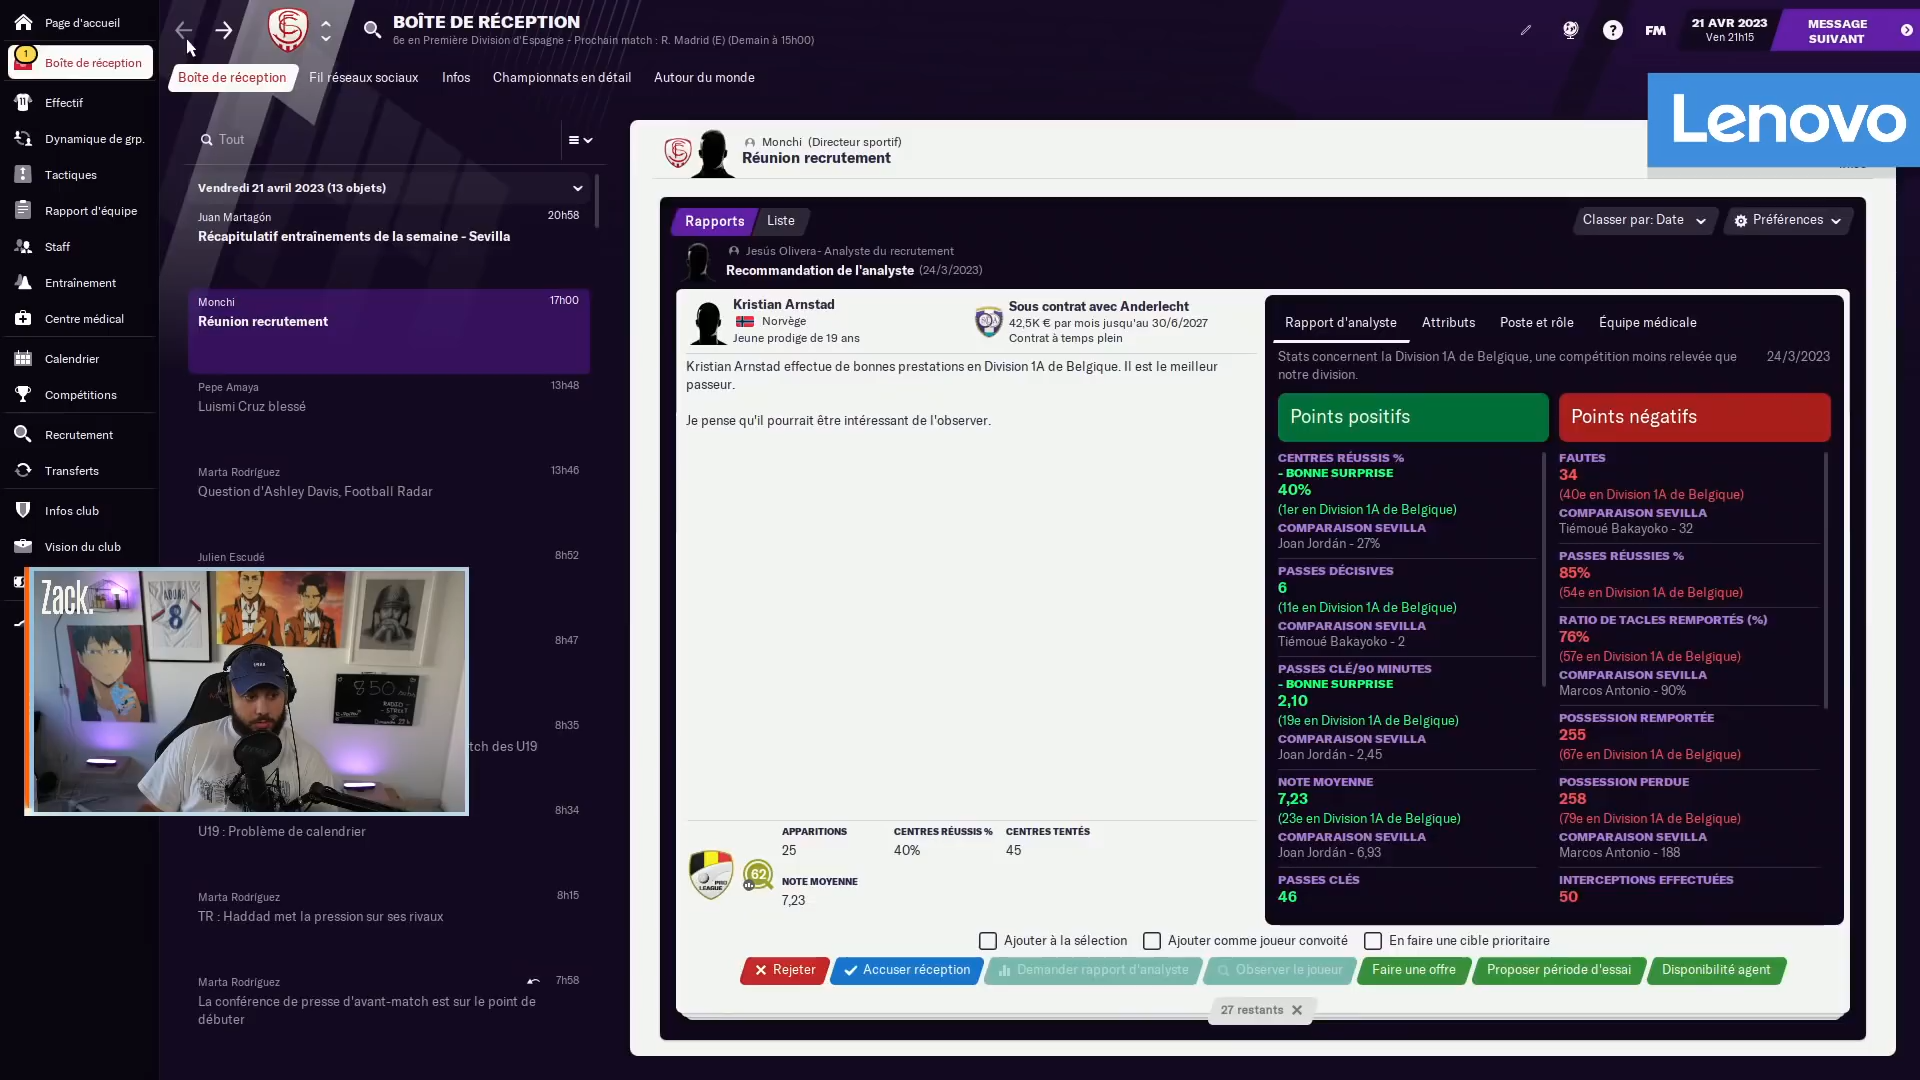 Page d'accueil
1
Boîte de réception
Effectif
Dynamique de grp.
Tactiques
Rapport d'équipe
Staff
Entraînement
Centre médical
Calendrier
Compétitions
Recrutement
Transferts
Infos club
Vision du club
BOÎTE DE RÉCEPTION
6e en Première Division d'Espagne - Prochain match : R. Madrid (E) (Demain à 15h00)
FM
21 AVR 2023
Ven 21h15
MESSAGE
SUIVANT
Boîte de réception
Fil réseaux sociaux
Infos
Championnats en détail
Autour du monde
Lenovo
Tout
Vendredi 21 avril 2023 (13 objets)
Juan Martagón
20h58
Récapitulatif entraînements de la semaine - Sevilla
Monchi
17h00
Réunion recrutement
Pepe Amaya
13h48
Luismi Cruz blessé
Marta Rodríguez
13h46
Question d'Ashley Davis, Football Radar
Julien Escudé
8h52
8h47
8h35
tch des U19
8h34
U19 : Problème de calendrier
Marta Rodríguez
8h15
TR : Haddad met la pression sur ses rivaux
Marta Rodríguez
7h58
La conférence de presse d'avant-match est sur le point de
débuter
Zack.
8
850
RADIO -
- STREET
Monchi (Directeur sportif)
Réunion recrutement
Rapports
Liste
Classer par: Date
Préférences
Jesús Olivera - Analyste du recrutement
Recommandation de l'analyste (24/3/2023)
Kristian Arnstad
Norvège
Jeune prodige de 19 ans
Sous contrat avec Anderlecht
42,5K € par mois jusqu'au 30/6/2027
Contrat à temps plein
Kristian Arnstad effectue de bonnes prestations en Division 1A de Belgique. Il est le meilleur
passeur.
Je pense qu'il pourrait être intéressant de l'observer.
PRO
LEAGUE
62
APPARITIONS
25
CENTRES RÉUSSIS %
40%
CENTRES TENTÉS
45
NOTE MOYENNE
7,23
Rapport d'analyste
Attributs
Poste et rôle
Équipe médicale
Stats concernent la Division 1A de Belgique, une compétition moins relevée que
notre division.
24/3/2023
Points positifs
CENTRES RÉUSSIS %
- BONNE SURPRISE
40%
(1er en Division 1A de Belgique)
COMPARAISON SEVILLA
Joan Jordán - 27%
PASSES DÉCISIVES
6
(11e en Division 1A de Belgique)
COMPARAISON SEVILLA
Tiémoué Bakayoko - 2
PASSES CLÉ/90 MINUTES
- BONNE SURPRISE
2,10
(19e en Division 1A de Belgique)
COMPARAISON SEVILLA
Joan Jordán - 2,45
NOTE MOYENNE
7,23
(23e en Division 1A de Belgique)
COMPARAISON SEVILLA
Joan Jordán - 6,93
PASSES CLÉS
46
Points négatifs
FAUTES
34
(40e en Division 1A de Belgique)
COMPARAISON SEVILLA
Tiémoué Bakayoko - 32
PASSES RÉUSSIES %
85%
(54e en Division 1A de Belgique)
RATIO DE TACLES REMPORTÉS (%)
76%
(57e en Division 1A de Belgique)
COMPARAISON SEVILLA
Marcos Antonio - 90%
POSSESSION REMPORTÉE
255
(67e en Division 1A de Belgique)
POSSESSION PERDUE
258
(79e en Division 1A de Belgique)
COMPARAISON SEVILLA
Marcos Antonio - 188
INTERCEPTIONS EFFECTUÉES
50
Ajouter à la sélection
Ajouter comme joueur convoité
En faire une cible prioritaire
Rejeter
Accuser réception
Demander rapport d'analyste
Observer le joueur
Faire une offre
Proposer période d'essai
Disponibilité agent
27 restants